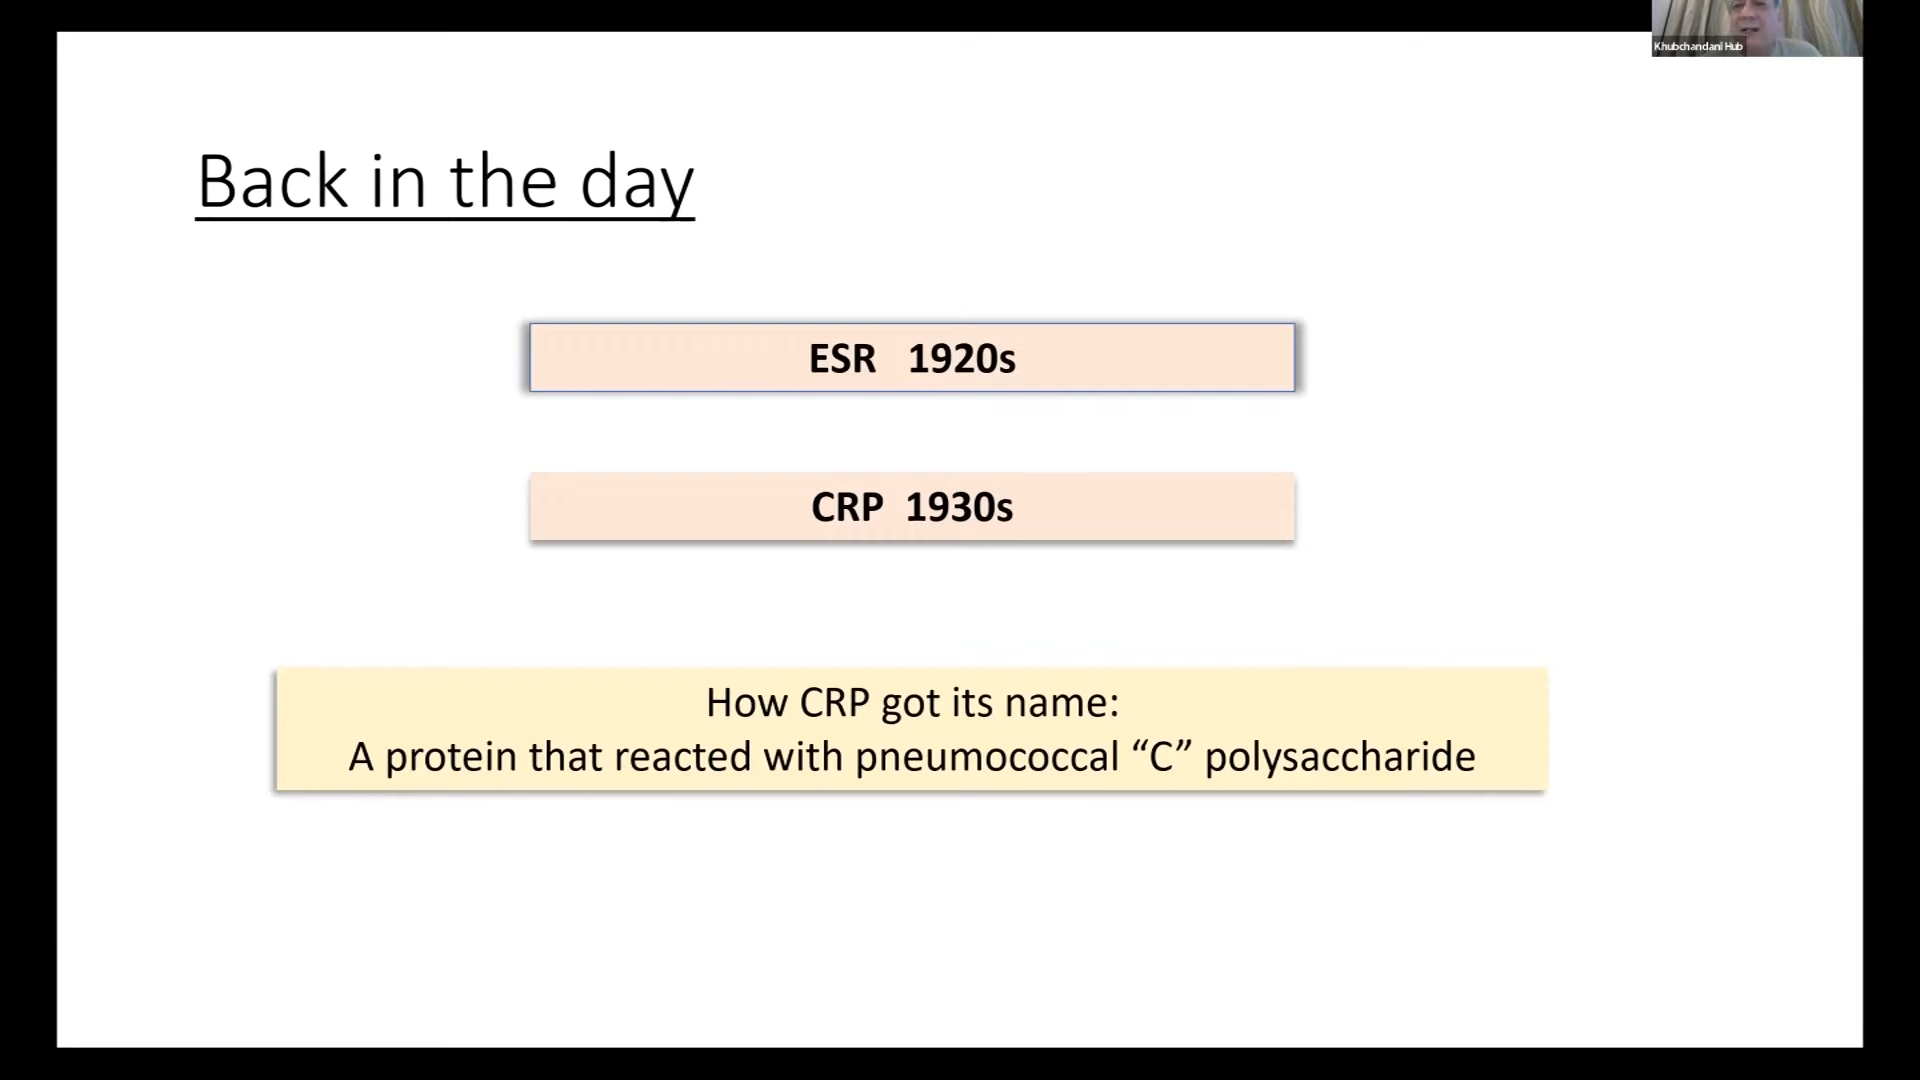 Khubchandani Hub
Back in the day
ESR 1920s
CRP 1930s
How CRP got its name:
A protein that reacted with pneumococcal “C” polysaccharide